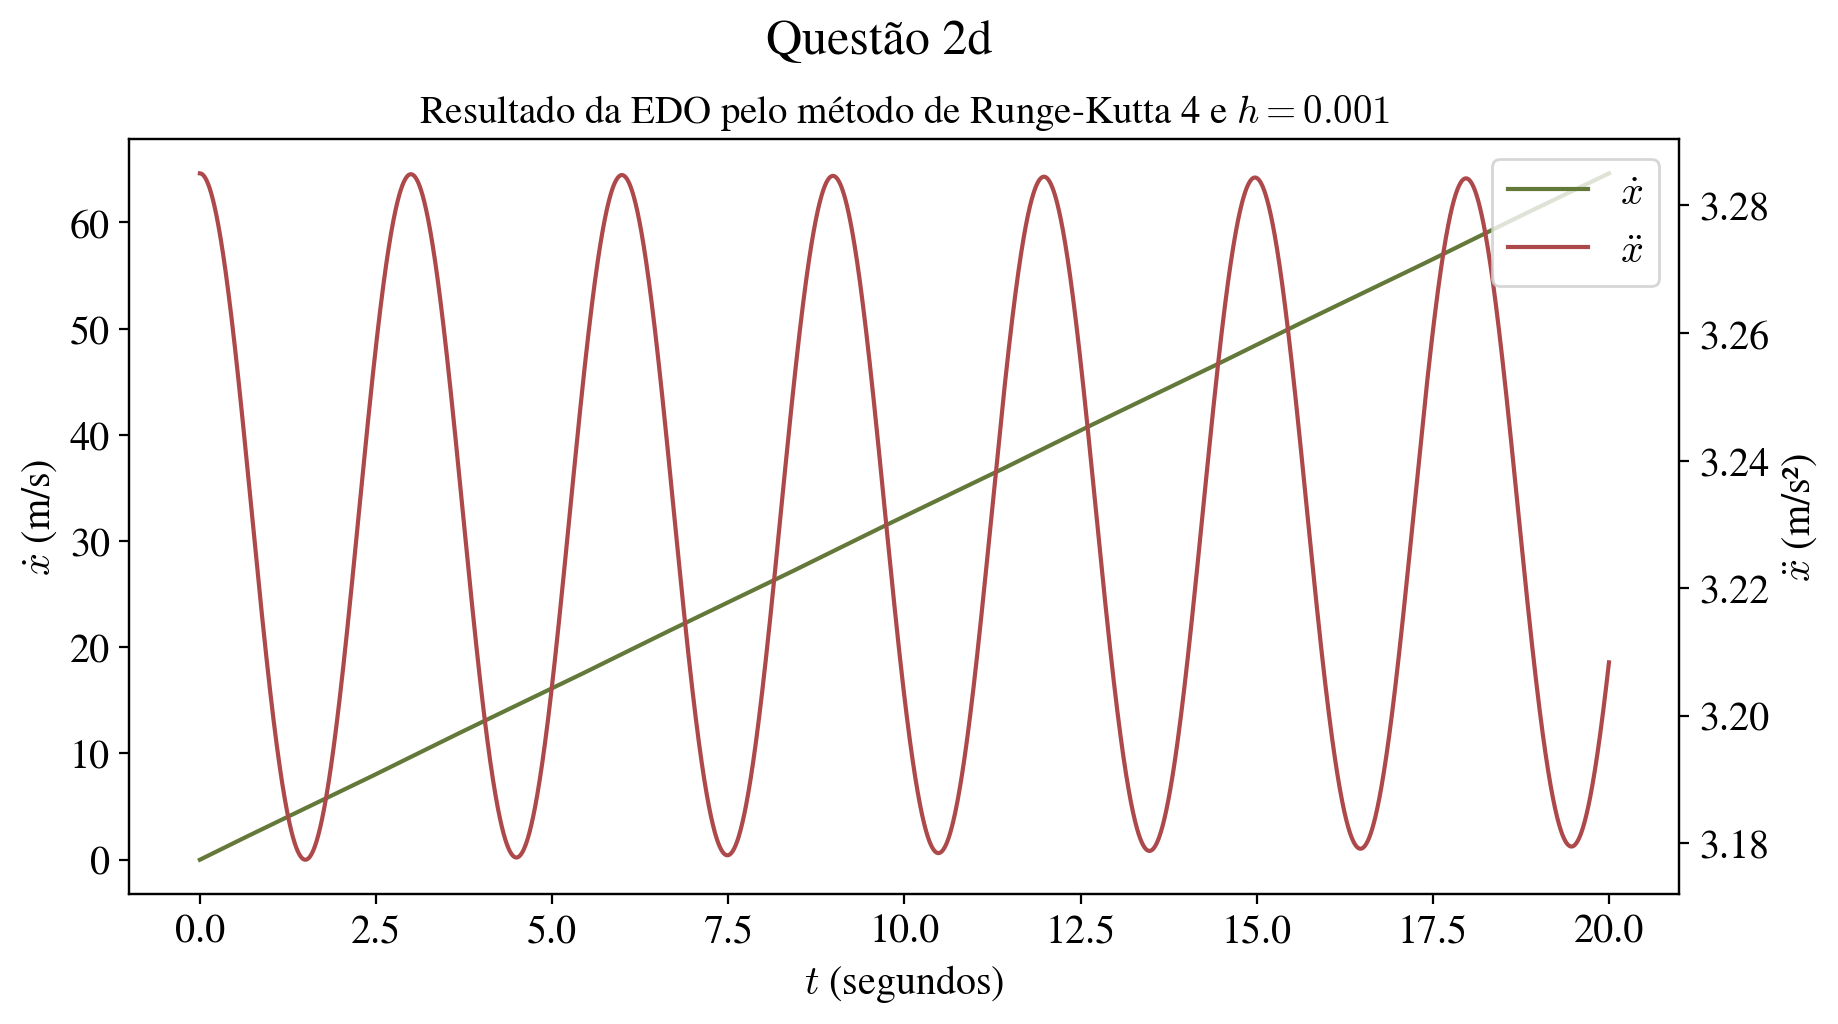 Questão 2d
Resultado da EDO pelo método de Runge-Kutta 4 e h = 0.001
ẋ
ẍ
60
50
40
30
20
10
0
ẋ (m/s)
3.28
3.26
3.24
3.22
3.20
3.18
ẍ (m/s²)
0.0 2.5 5.0 7.5 10.0 12.5 15.0 17.5 20.0
t (segundos)